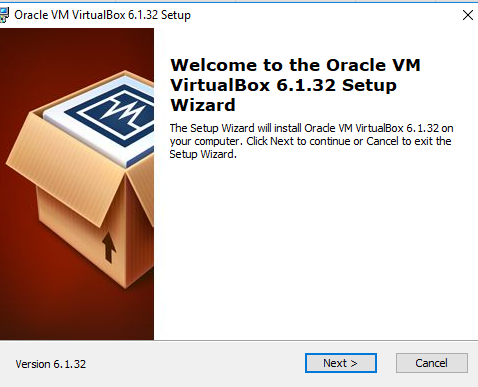 Oracle VM VirtualBox 6.1.32 Setup
Welcome to the Oracle VM
VirtualBox 6.1.32 Setup
Wizard
The Setup Wizard will install Oracle VM VirtualBox 6.1.32 on
your computer. Click Next to continue or Cancel to exit the
Setup Wizard.
Version 6.1.32
Next >
Cancel